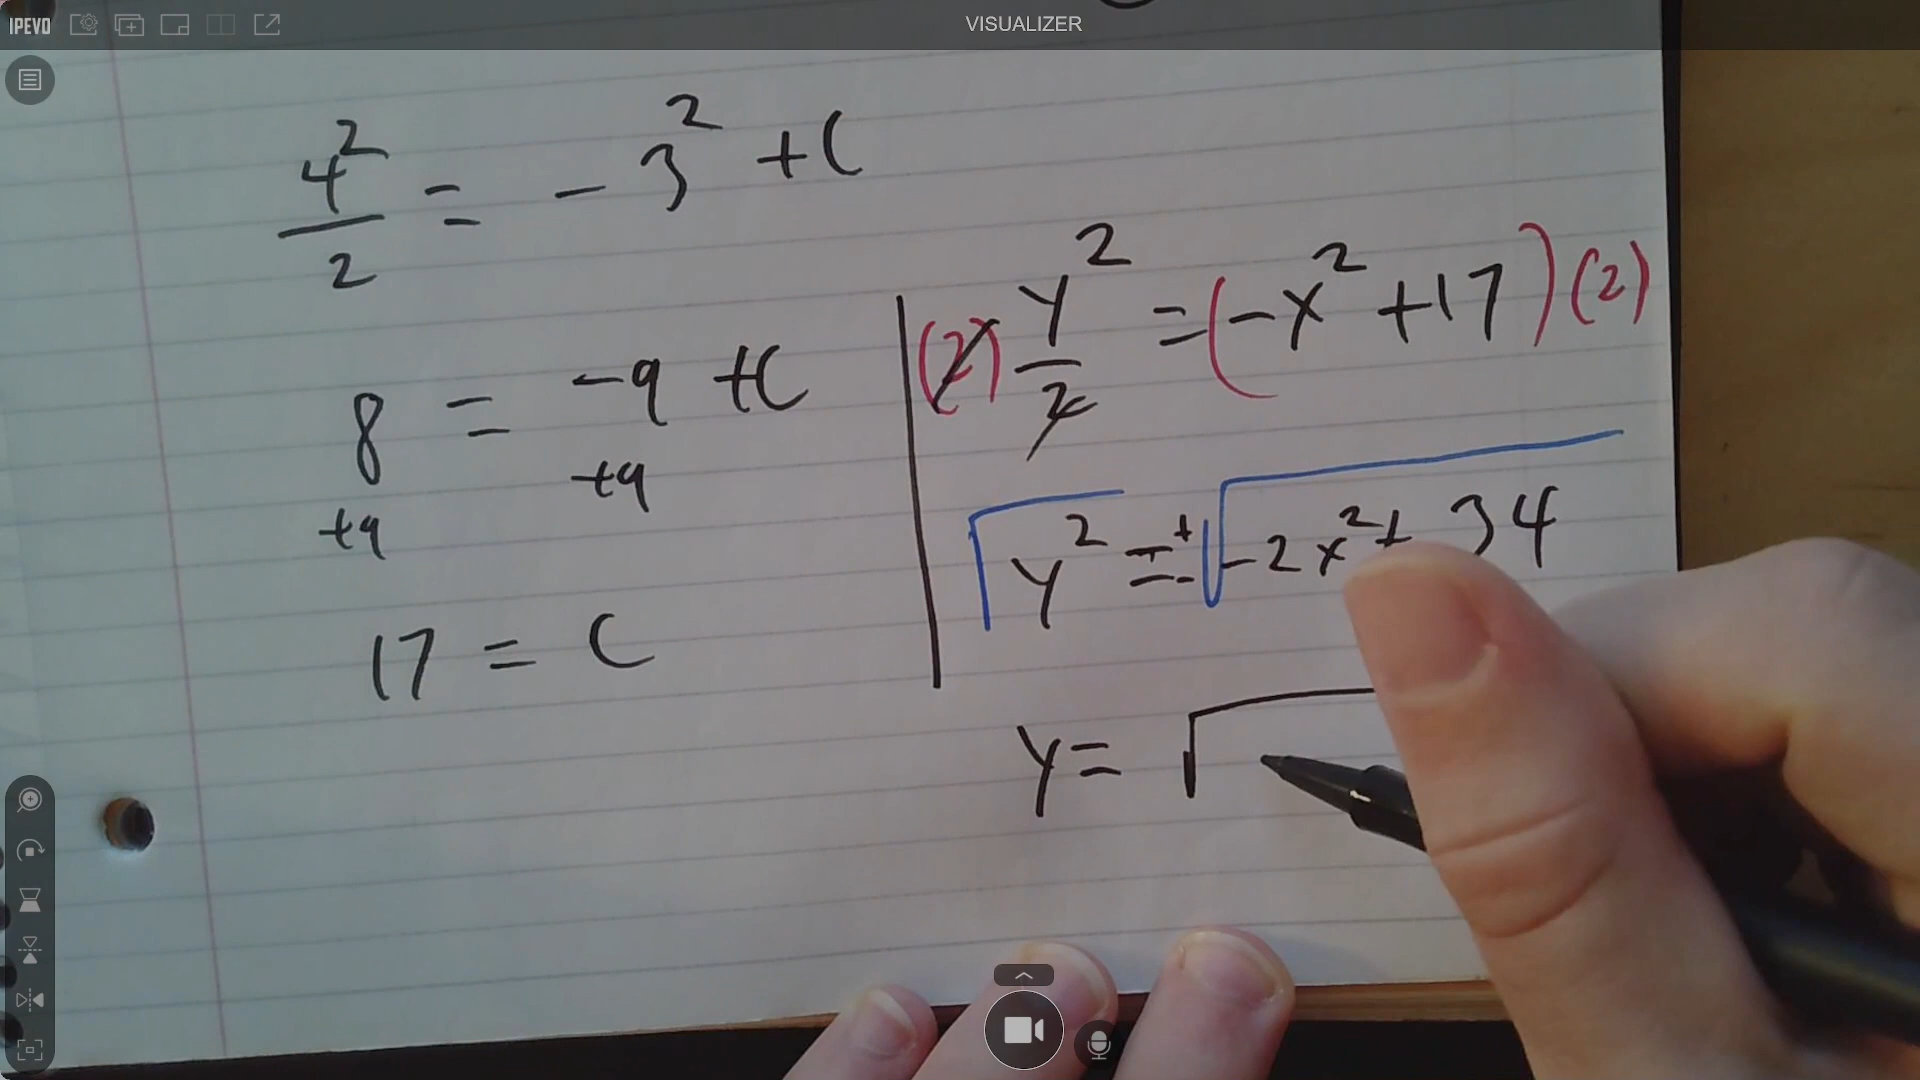 IPEVO
VISUALIZER
4²/2 = -3² + C
8 = -9 + C
+9 +9
17 = C
(2) y²/2 = (-x² + 17) (2)
√y² = ± √-2x² + 34
y = √